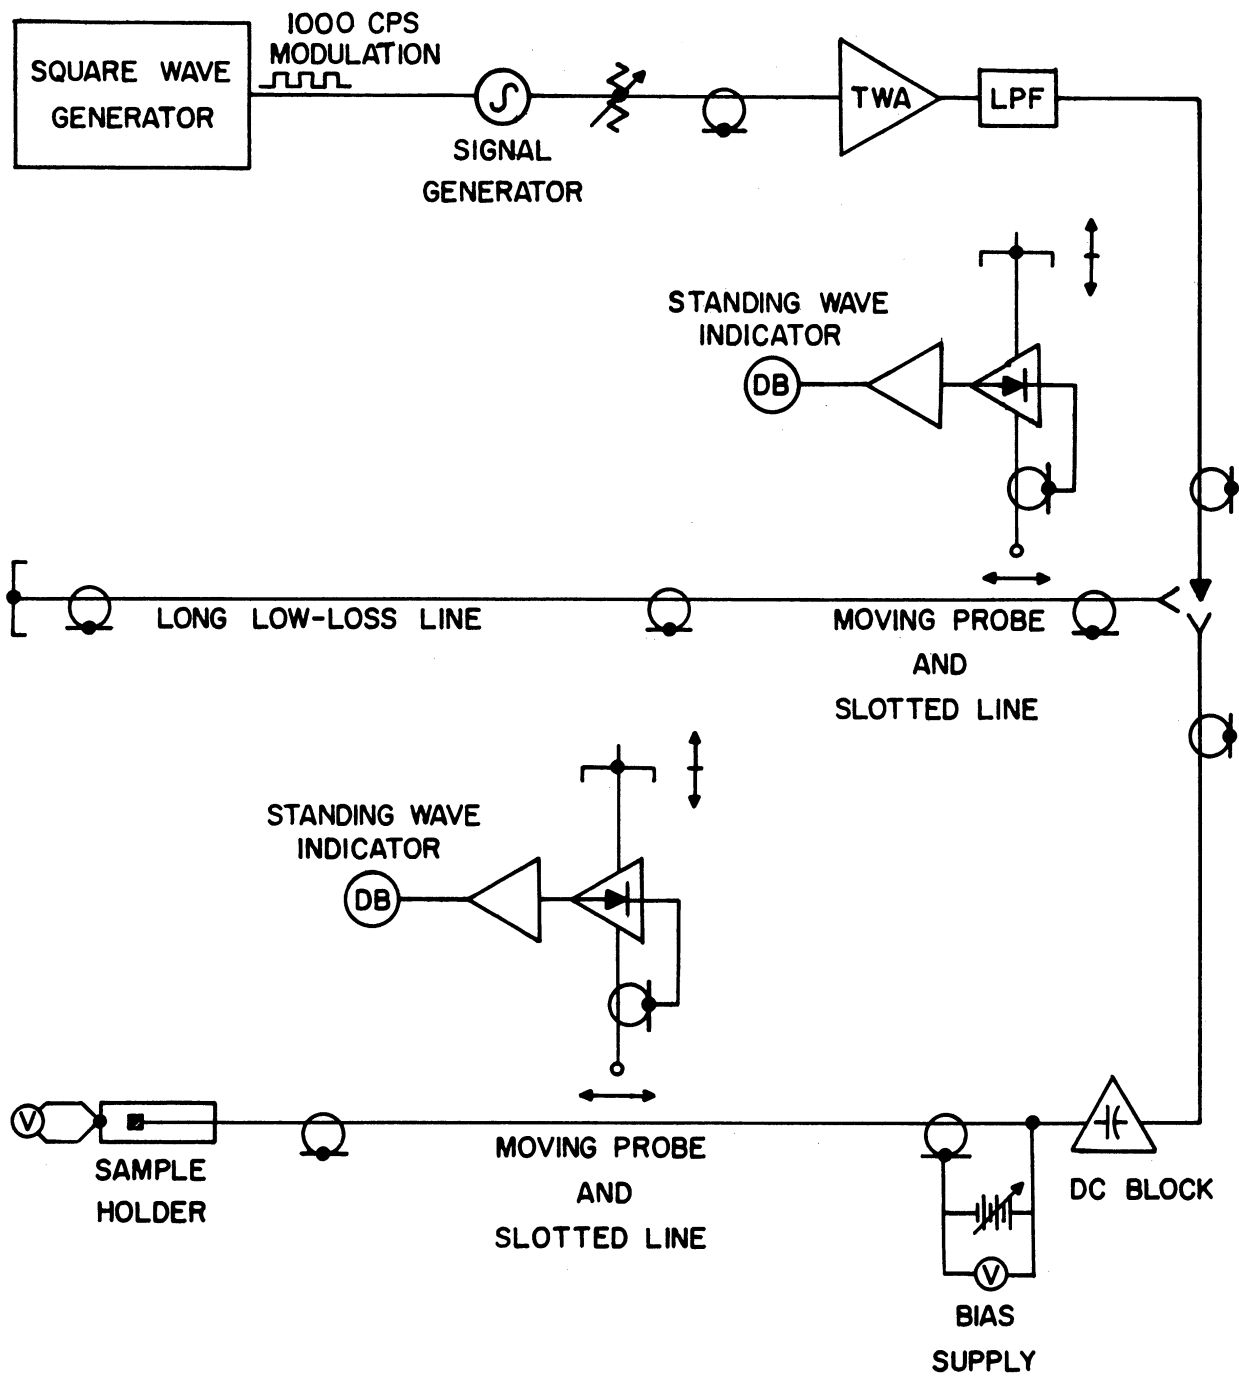 1000 CPS
MODULATION
SQUARE WAVE
GENERATOR
SIGNAL
GENERATOR
TWA
LPF
STANDING WAVE
INDICATOR
DB
LONG LOW-LOSS LINE
MOVING PROBE
AND
SLOTTED LINE
STANDING WAVE
INDICATOR
DB
V
SAMPLE
HOLDER
MOVING PROBE
AND
SLOTTED LINE
DC BLOCK
V
BIAS
SUPPLY